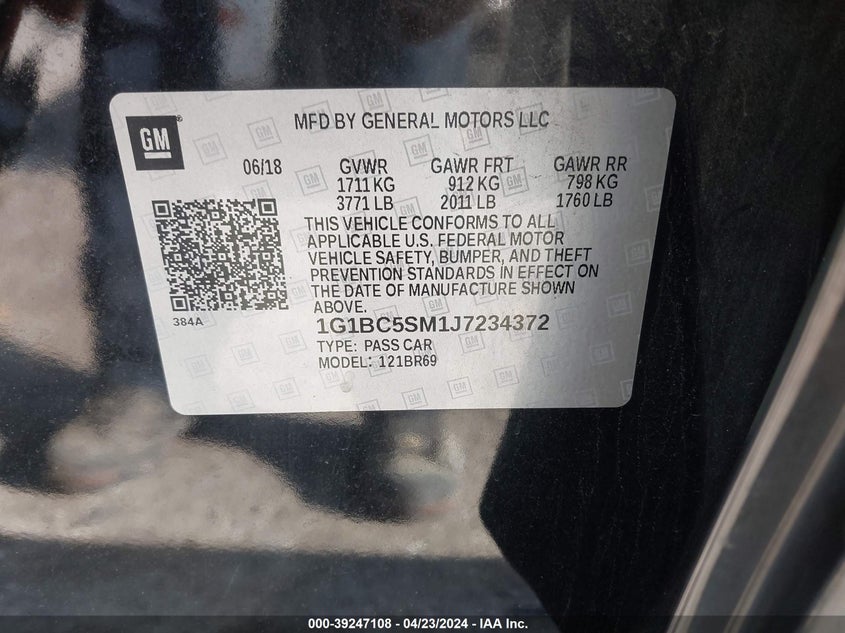 GM
MFD BY GENERAL MOTORS LLC
06/18 GVWR GAWR FRT GAWR RR
1711 KG 912 KG 798 KG
3771 LB 2011 LB 1760 LB
THIS VEHICLE CONFORMS TO ALL
APPLICABLE U.S. FEDERAL MOTOR
VEHICLE SAFETY, BUMPER, AND THEFT
PREVENTION STANDARDS IN EFFECT ON
THE DATE OF MANUFACTURE SHOWN
ABOVE.
384A
1G1BC5SM1J7234372
TYPE: PASS CAR
MODEL: 121BR69
000-39247108 - 04/23/2024 - IAA Inc.